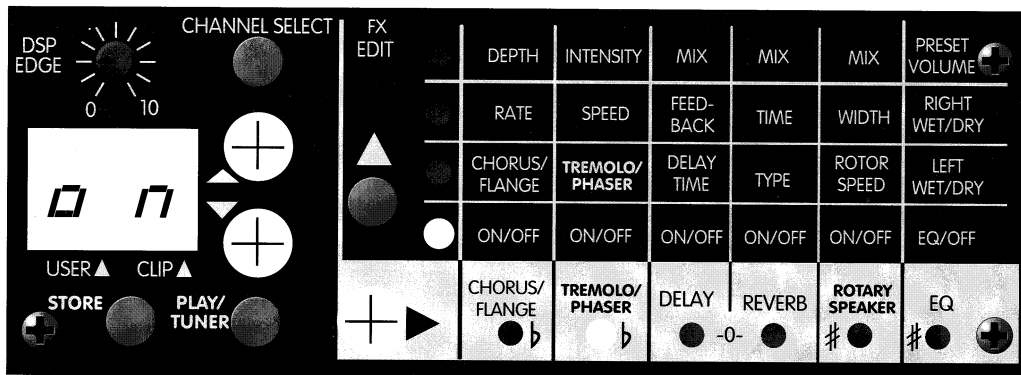 DSP
EDGE
0 10
CHANNEL SELECT
on
USER▲ CLIP▲
STORE
PLAY/
TUNER
FX
EDIT
DEPTH INTENSITY MIX MIX MIX PRESET
VOLUME
RATE SPEED FEED-
BACK TIME WIDTH RIGHT
WET/DRY
CHORUS/
FLANGE TREMOLO/
PHASER DELAY
TIME TYPE ROTOR
SPEED LEFT
WET/DRY
ON/OFF ON/OFF ON/OFF ON/OFF ON/OFF EQ/OFF
CHORUS/
FLANGE
♭
TREMOLO/
PHASER
♭
DELAY
-0-
REVERB
ROTARY
SPEAKER
♯
EQ
♯